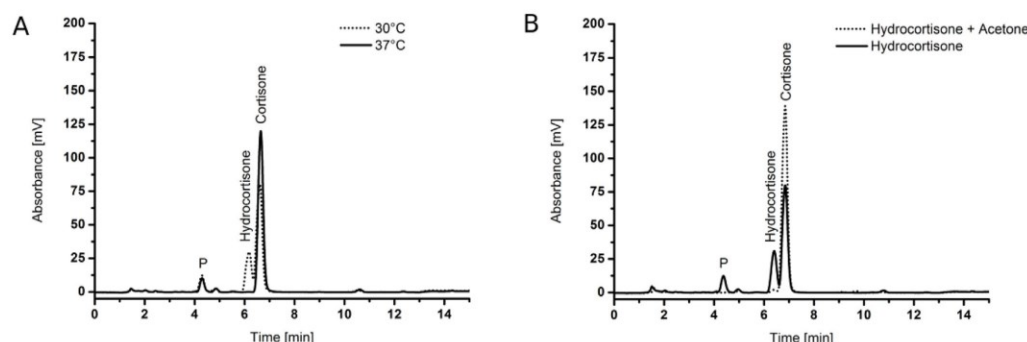 A
200
175
150
125
100
75
50
25
0
Absorbance [mV]
0 2 4 6 8 10 12 14
Time [min]
30°C
37°C
P
Hydrocortisone
Cortisone
B
200
175
150
125
100
75
50
25
0
Absorbance [mV]
0 2 4 6 8 10 12 14
Time [min]
Hydrocortisone + Acetone
Hydrocortisone
P
Hydrocortisone
Cortisone